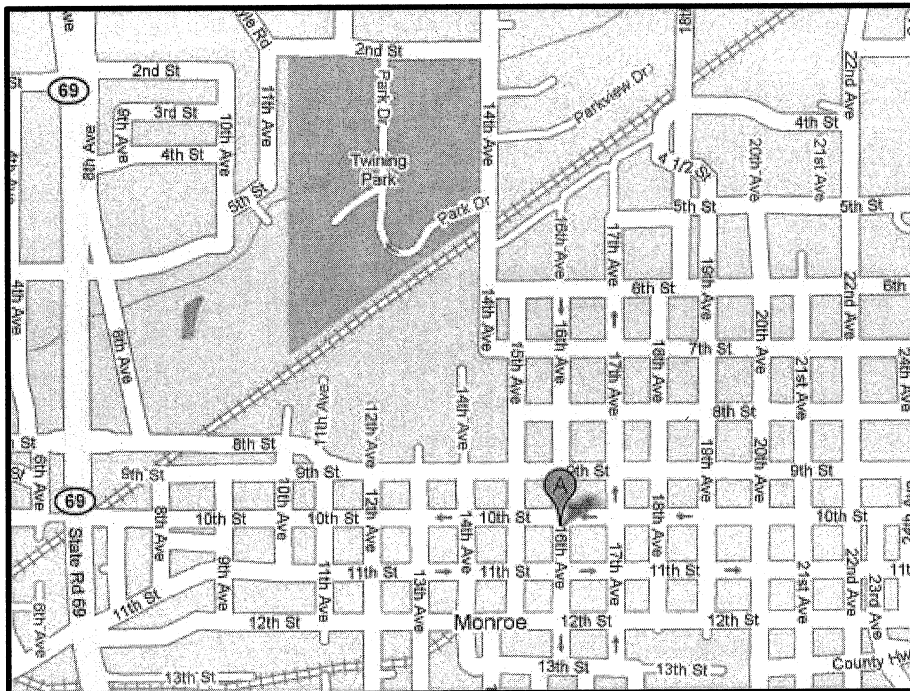 yle Rd
18th
2nd St
2nd St
St
69
Park Dr
11th Ave
14th Ave
Parkview Dr
22nd Ave
3rd St
9th Ave
10th Ave
4th St
4th St
8th Ave
Twining
Park
4 1/2 St
20th Ave
21st Ave
5th St
Park Dr
5th St
5th St
16th Ave
17th Ave
19th Ave
6th St
6th
22nd Ave
4th Ave
8th Ave
14th Ave
16th Ave
20th Ave
7th St
15th Ave
17th Ave
18th Ave
21st Ave
24th Ave
8th St
11th Ave
12th Ave
14th Ave
St
8th St
9th St
9th St
9th St
9th St
19th Ave
20th Ave
6th Ave
69
A
10th Ave
8th Ave
10th St
10th St
12th Ave
14th Ave
10th St
18th Ave
10th St
State Rd 69
16th Ave
17th Ave
9th Ave
11th St
11th St
11th St
11th
11th Ave
13th Ave
21st Ave
22nd Ave
23rd Ave
6th Ave
11th St
12th St
Monroe
12th St
12th St
13th St
13th St
13th St
County Hw